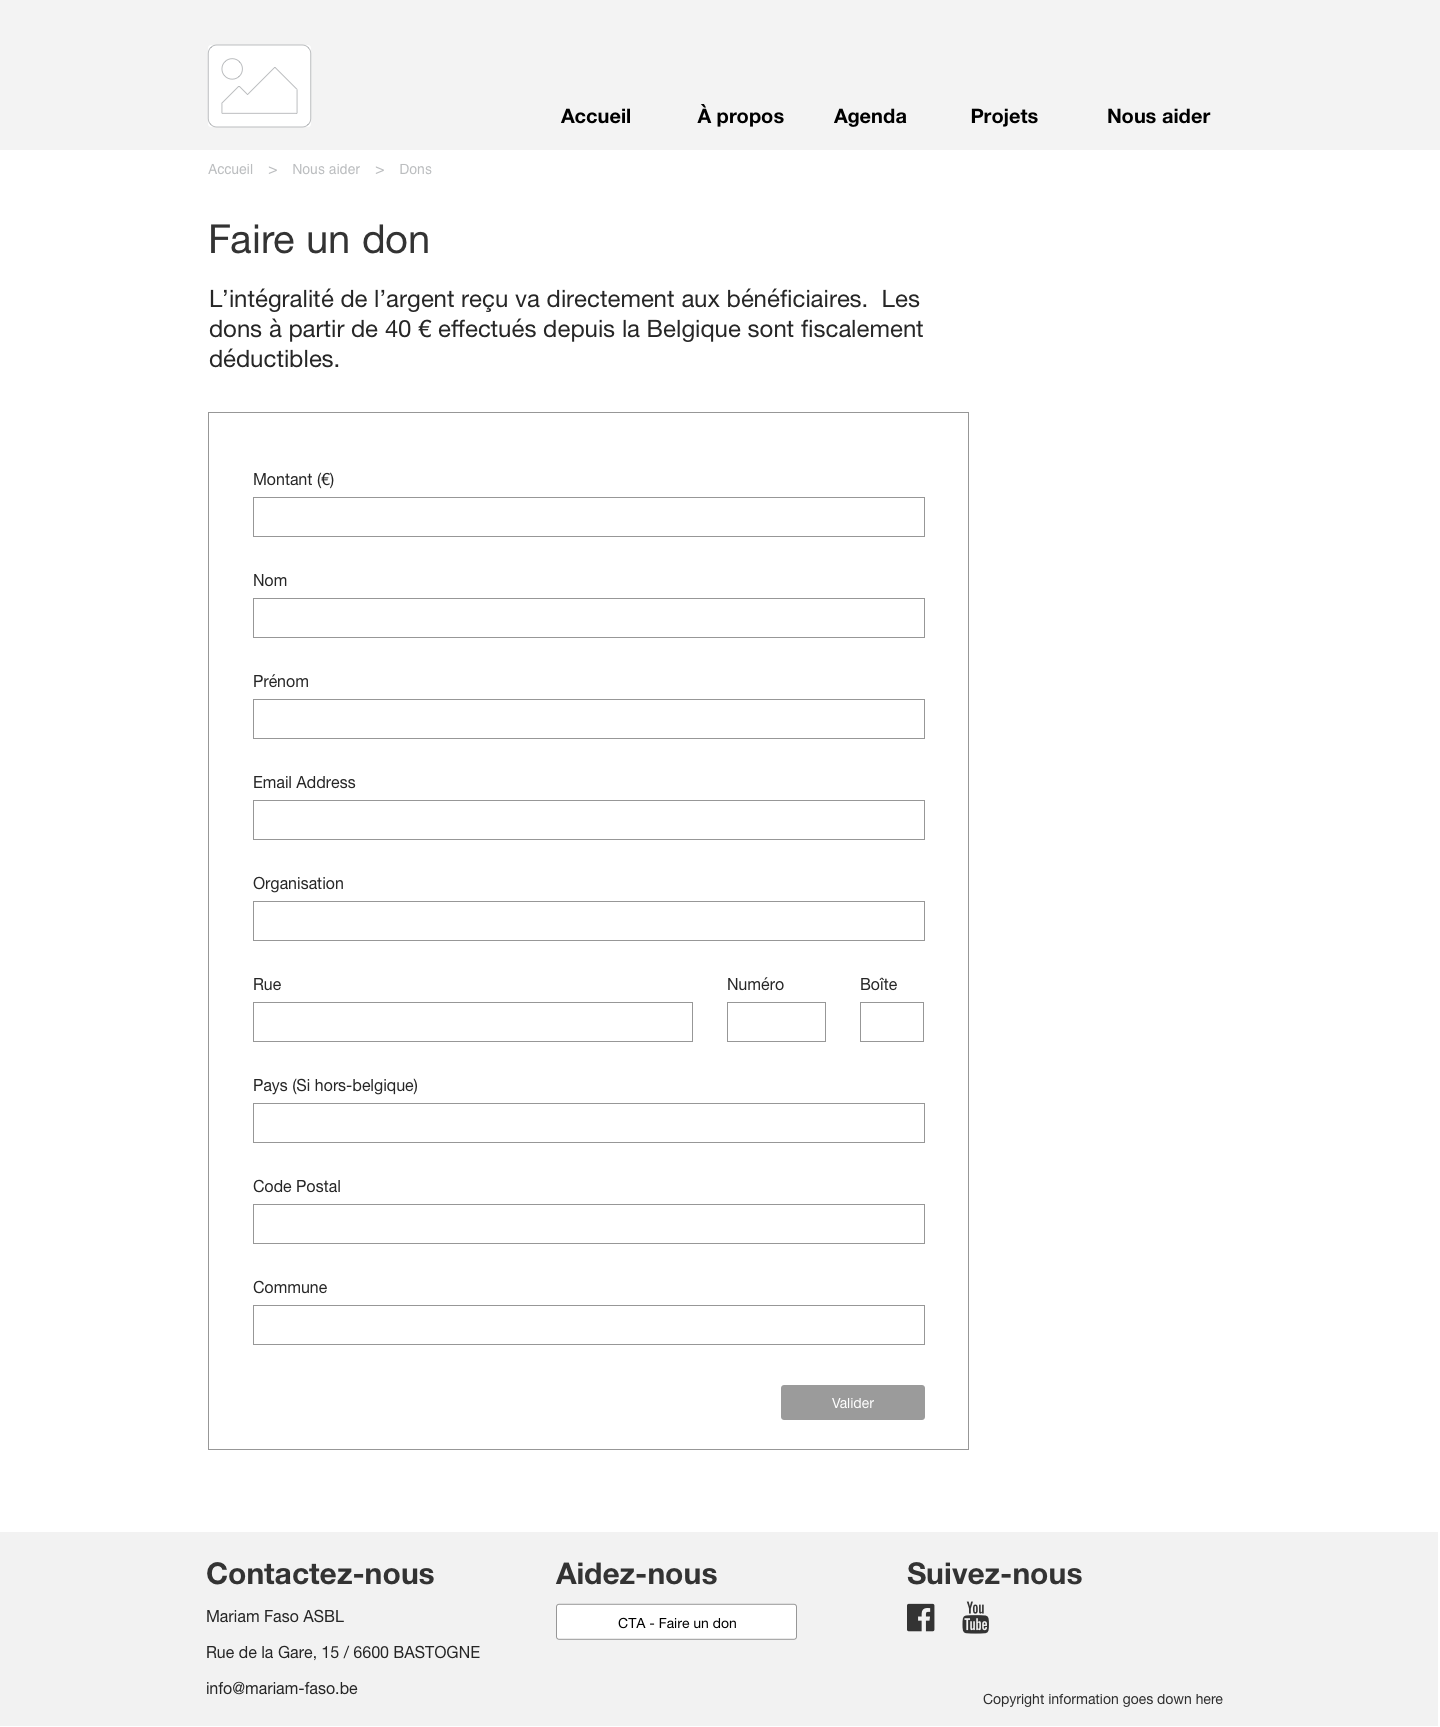 Accueil À propos Agenda Projets Nous aider
Accueil > Nous aider > Dons
Faire un don
L’intégralité de l’argent reçu va directement aux bénéficiaires.  Les
dons à partir de 40 € effectués depuis la Belgique sont fiscalement
déductibles.
Montant (€)
Nom
Prénom
Email Address
Organisation
Rue Numéro Boîte
Pays (Si hors-belgique)
Code Postal
Commune
Valider
Contactez-nous
Mariam Faso ASBL
Rue de la Gare, 15 / 6600 BASTOGNE
info@mariam-faso.be
Aidez-nous
CTA - Faire un don
Suivez-nous
You
Tube
Copyright information goes down here